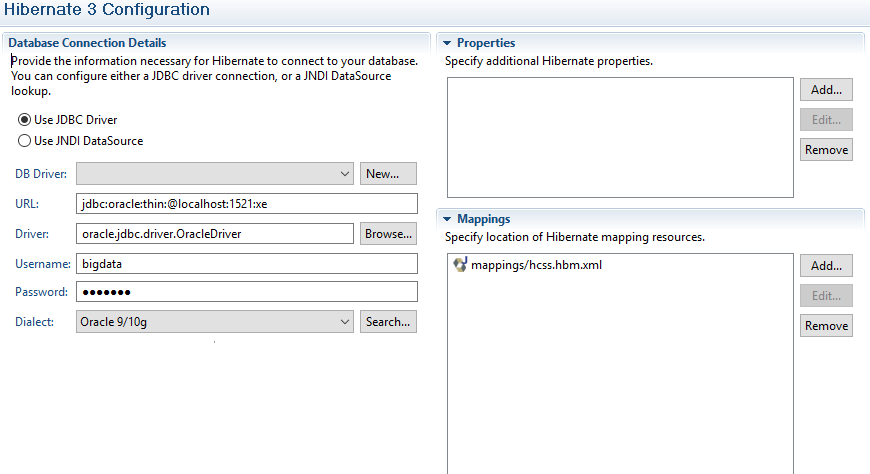 Hibernate 3 Configuration
Database Connection Details
Provide the information necessary for Hibernate to connect to your database.
You can configure either a JDBC driver connection, or a JNDI DataSource
lookup.
Use JDBC Driver
Use JNDI DataSource
DB Driver:
New...
URL:
jdbc:oracle:thin:@localhost:1521:xe
Driver:
oracle.jdbc.driver.OracleDriver
Browse...
Username:
bigdata
Password:
●●●●●●●
Dialect:
Oracle 9/10g
Search...
Properties
Specify additional Hibernate properties.
Add...
Edit...
Remove
Mappings
Specify location of Hibernate mapping resources.
mappings/hcss.hbm.xml
Add...
Edit...
Remove